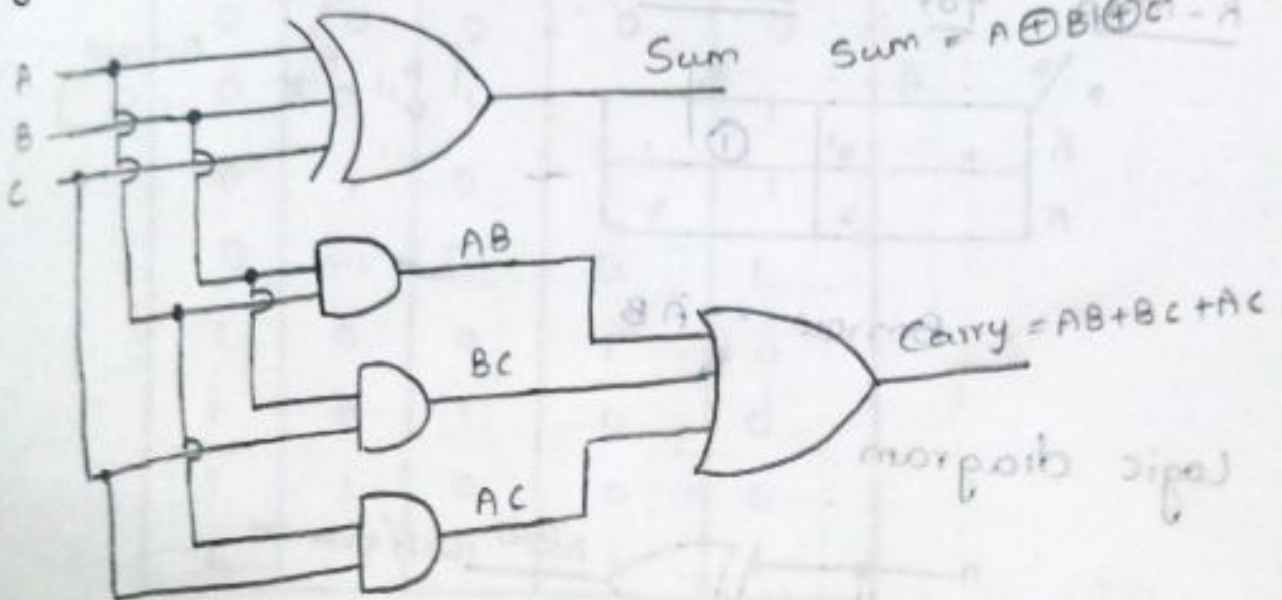 Sum Sum = A ⊕ B ⊕ C
A
B
C
AB
BC
AC
Carry = AB+BC+AC
Logic diagram